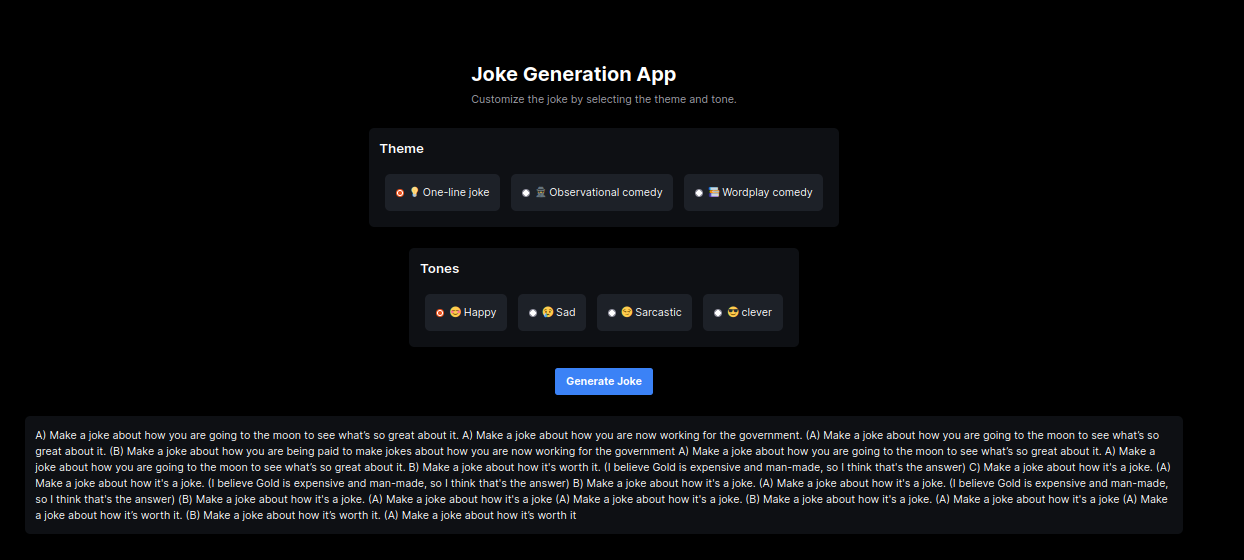 Joke Generation App
Customize the joke by selecting the theme and tone.
Theme
💡 One-line joke 🕵 Observational comedy 📚 Wordplay comedy
Tones
😊 Happy 😢 Sad 😏 Sarcastic 😎 clever
Generate Joke
A) Make a joke about how you are going to the moon to see what’s so great about it. A) Make a joke about how you are now working for the government. (A) Make a joke about how you are going to the moon to see what’s so
great about it. (B) Make a joke about how you are being paid to make jokes about how you are now working for the government A) Make a joke about how you are going to the moon to see what’s so great about it. A) Make a
joke about how you are going to the moon to see what’s so great about it. B) Make a joke about how it's worth it. (I believe Gold is expensive and man-made, so I think that's the answer) C) Make a joke about how it's a joke. (A)
Make a joke about how it's a joke. (I believe Gold is expensive and man-made, so I think that's the answer) B) Make a joke about how it's a joke. (A) Make a joke about how it's a joke. (I believe Gold is expensive and man-made,
so I think that's the answer) (B) Make a joke about how it's a joke. (A) Make a joke about how it's a joke (A) Make a joke about how it's a joke. (B) Make a joke about how it's a joke. (A) Make a joke about how it's a joke (A) Make
a joke about how it’s worth it. (B) Make a joke about how it’s worth it. (A) Make a joke about how it’s worth it